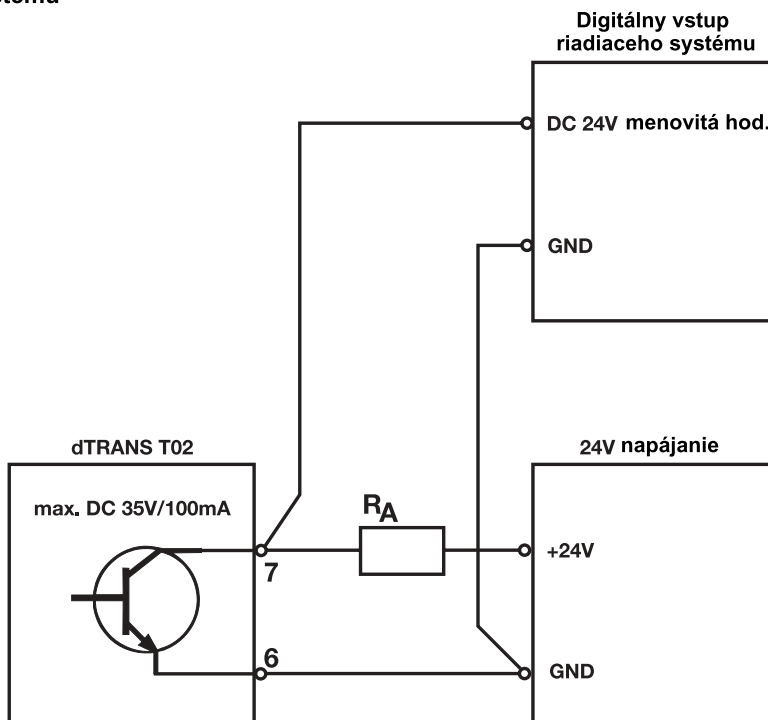 Digitálny vstup
riadiaceho systému
DC 24V menovitá hod.
GND
dTRANS T02
24V napájanie
max. DC 35V/100mA
RA
+24V
7
6
GND